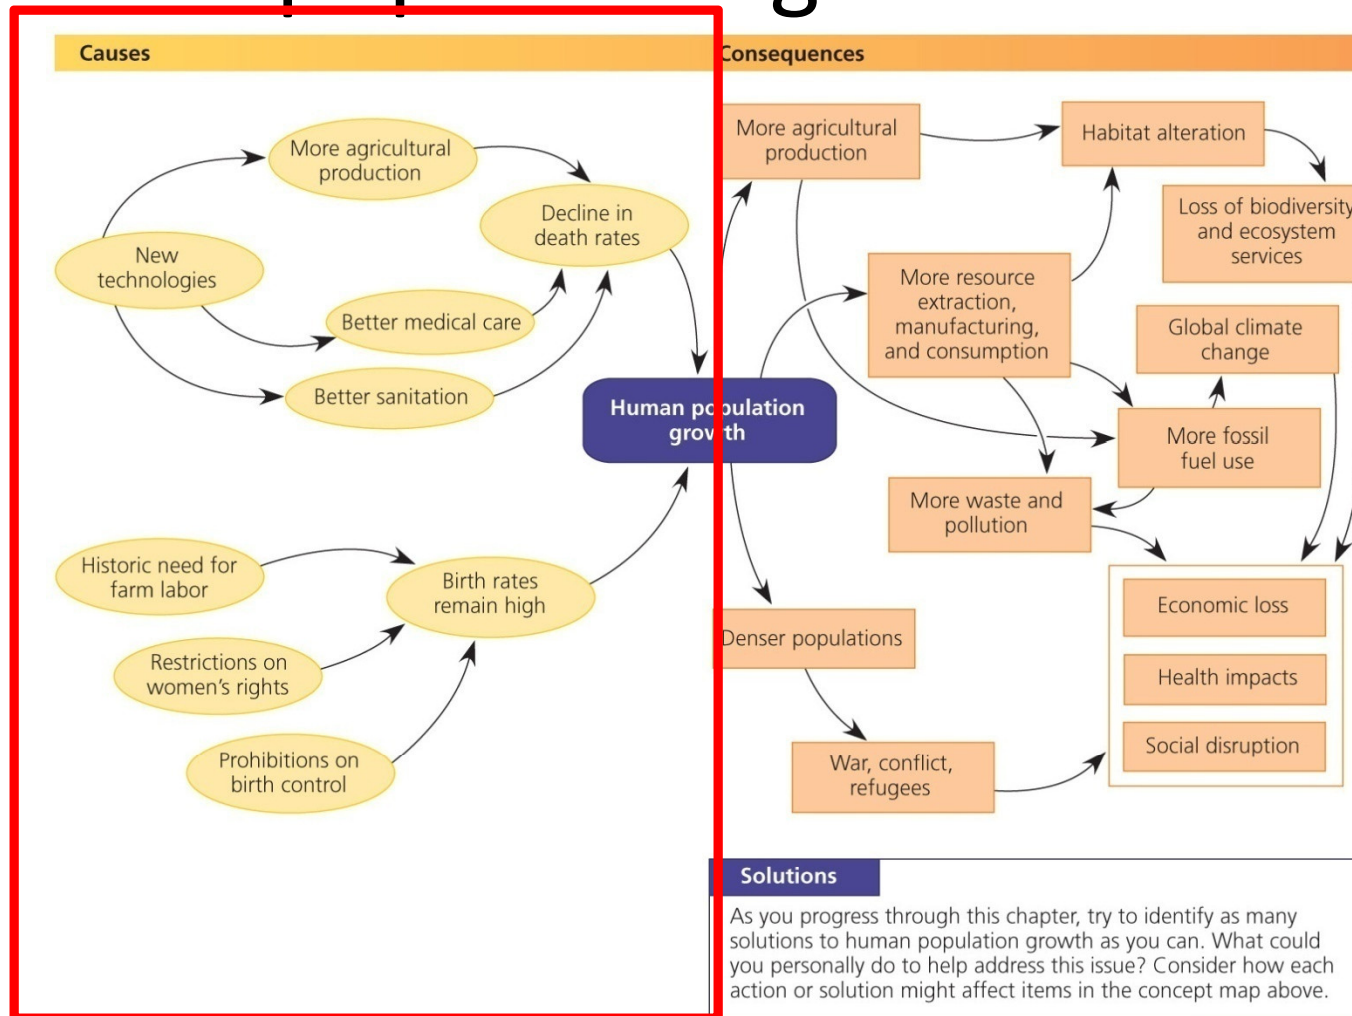 Causes
Consequences
More agricultural
production
Decline in
death rates
New
technologies
Better medical care
Better sanitation
Human population
growth
Historic need for
farm labor
Birth rates
remain high
Restrictions on
women's rights
Prohibitions on
birth control
More agricultural
production
Habitat alteration
Loss of biodiversity
and ecosystem
services
More resource
extraction,
manufacturing,
and consumption
Global climate
change
More fossil
fuel use
More waste and
pollution
Denser populations
War, conflict,
refugees
Economic loss
Health impacts
Social disruption
Solutions
As you progress through this chapter, try to identify as many
solutions to human population growth as you can. What could
you personally do to help address this issue? Consider how each
action or solution might affect items in the concept map above.